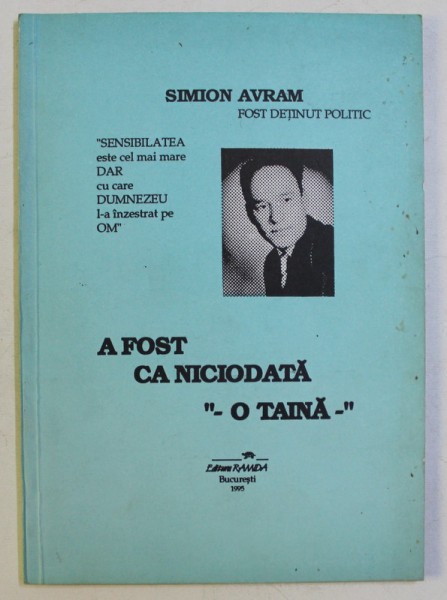 SIMION AVRAM
FOST DEȚINUT POLITIC
"SENSIBILATEA
este cel mai mare
DAR
cu care
DUMNEZEU
l-a înzestrat pe
OM"
A FOST
CA NICIODATĂ
"- O TAINĂ -"
Editura RAMIDA
București
1995